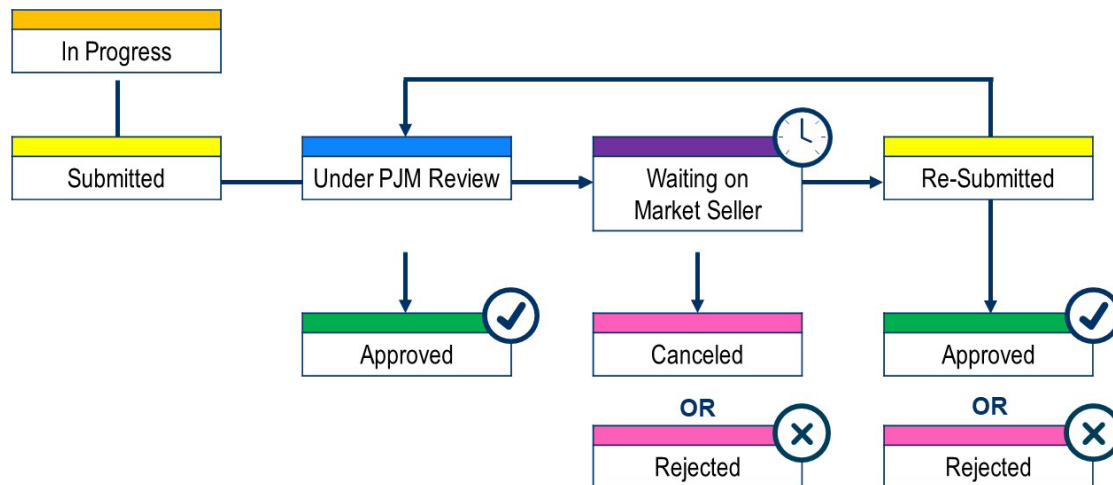 In Progress
Submitted
Under PJM Review
Waiting on
Market Seller
Re-Submitted
Approved
Canceled
Approved
OR
OR
Rejected
Rejected